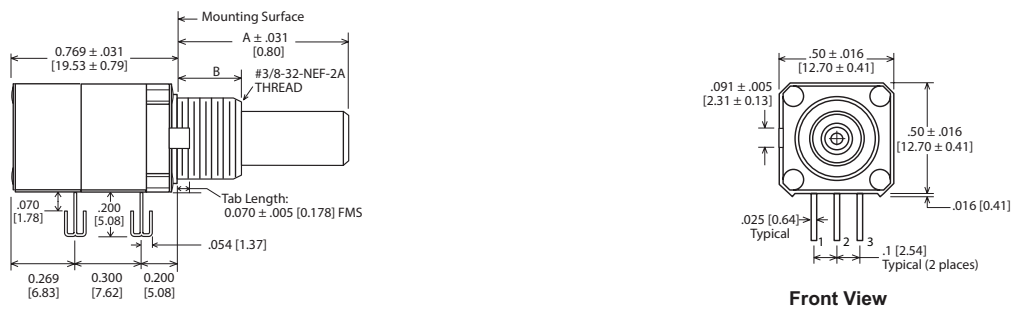 Mounting Surface
A ± .031
[0.80]
0.769 ± .031
[19.53 ± 0.79]
B
#3/8-32-NEF-2A
THREAD
Tab Length:
0.070 ± .005 [0.178] FMS
.070
[1.78]
.200
[5.08]
.054 [1.37]
0.269
[6.83]
0.300
[7.62]
0.200
[5.08]
.50 ± .016
[12.70 ± 0.41]
.091 ± .005
[2.31 ± 0.13]
.50 ± .016
[12.70 ± 0.41]
.016 [0.41]
.025 [0.64]
Typical
1 2 3
.1 [2.54]
Typical (2 places)
Front View